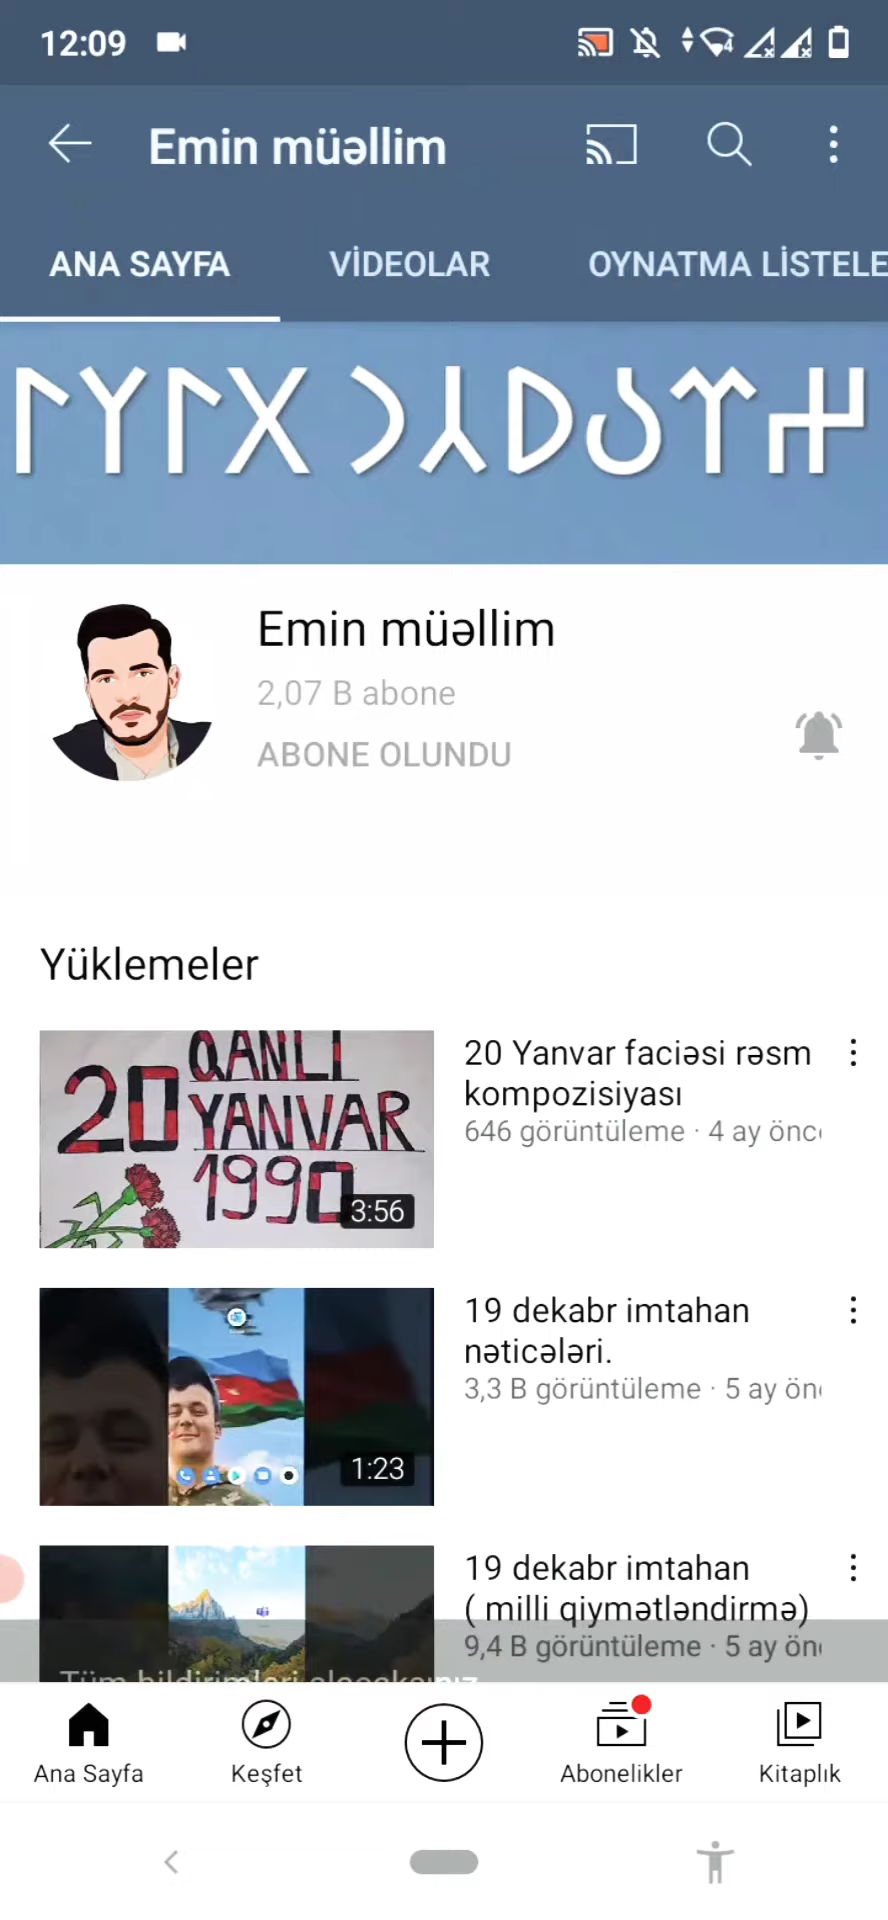 12:09
Emin müəllim
ANA SAYFA
VİDEOLAR
OYNATMA LİSTELE
Emin müəllim
2,07 B abone
ABONE OLUNDU
Yüklemeler
QANLI
20 YANVAR
1990
3:56
20 Yanvar faciəsi rəsm
kompozisiyası
646 görüntüleme · 4 ay önc
1:23
19 dekabr imtahan
nəticələri.
3,3 B görüntüleme · 5 ay ön
19 dekabr imtahan
( milli qiymətləndirmə)
9,4 B görüntüleme · 5 ay ön
Tüm bildirimleri alacaksınız
Ana Sayfa
Keşfet
Abonelikler
Kitaplık